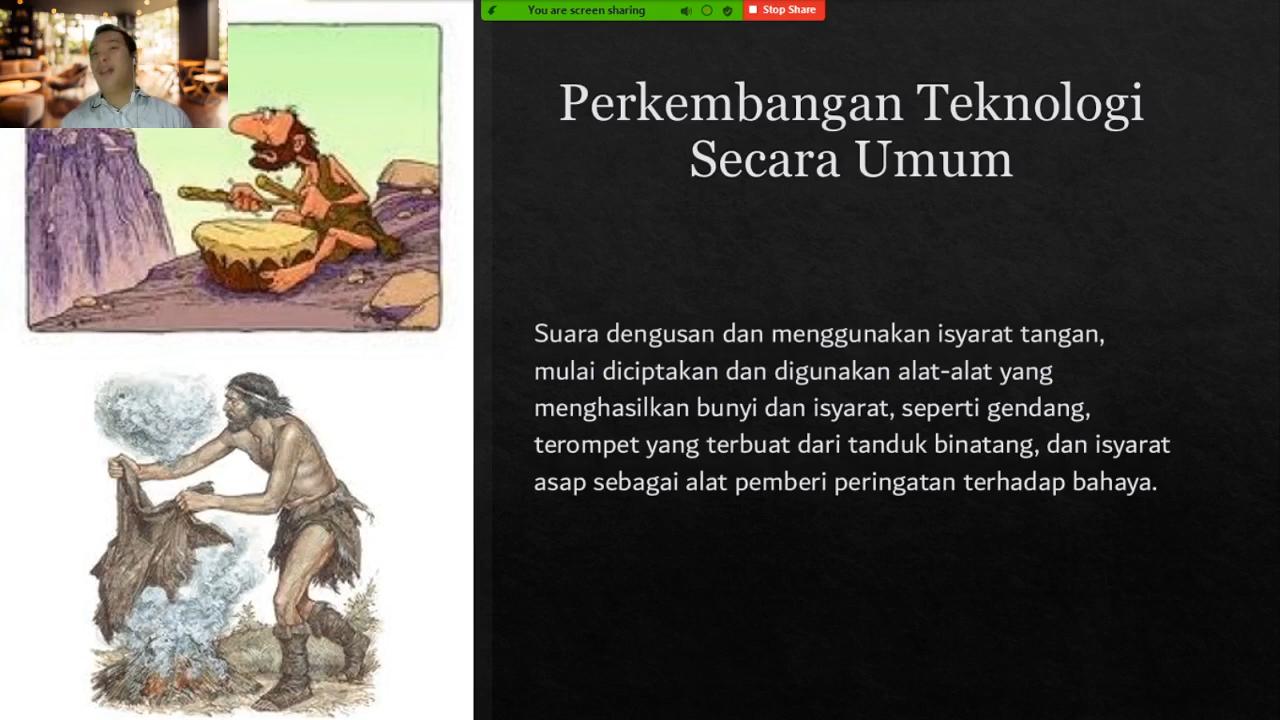 You are screen sharing
Stop Share
Perkembangan Teknologi
Secara Umum
Suara dengusan dan menggunakan isyarat tangan,
mulai diciptakan dan digunakan alat-alat yang
menghasilkan bunyi dan isyarat, seperti gendang,
terompet yang terbuat dari tanduk binatang, dan isyarat
asap sebagai alat pemberi peringatan terhadap bahaya.